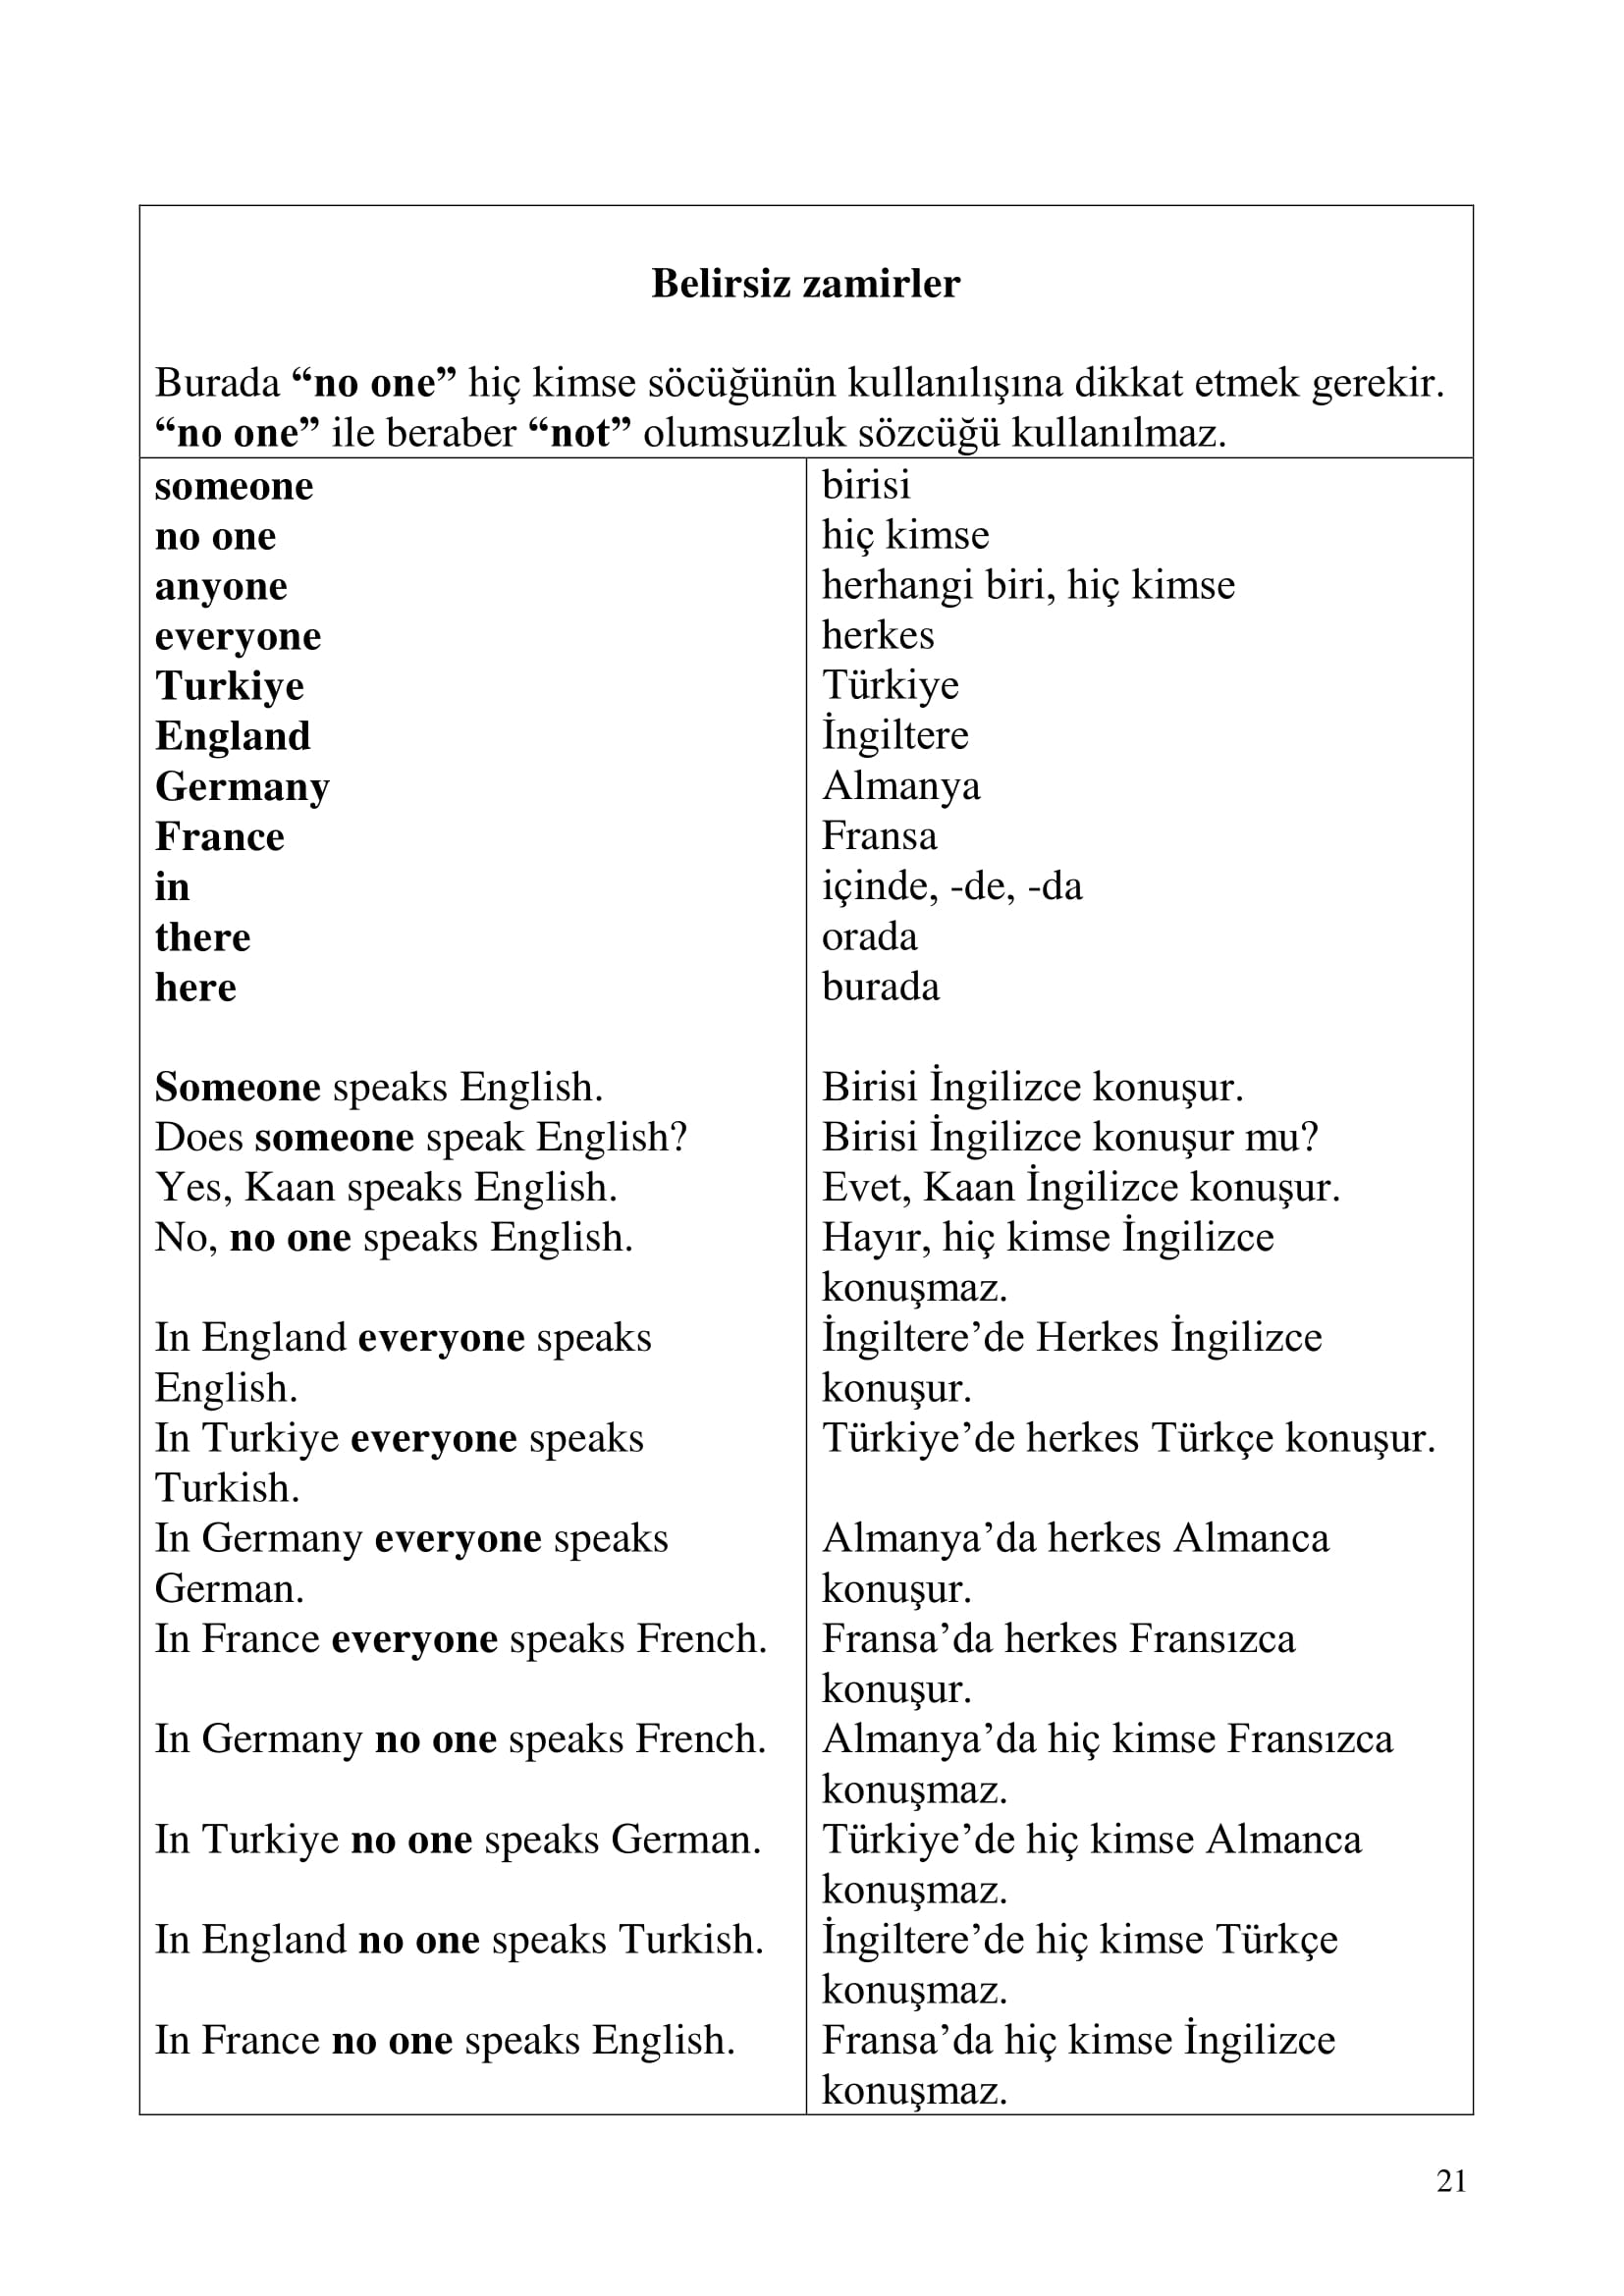 Belirsiz zamirler
Burada “no one” hiç kimse söcüğünün kullanılışına dikkat etmek gerekir.
“no one” ile beraber “not” olumsuzluk sözcüğü kullanılmaz.
someone
no one
anyone
everyone
Turkiye
England
Germany
France
in
there
here
Someone speaks English.
Does someone speak English?
Yes, Kaan speaks English.
No, no one speaks English.
In England everyone speaks
English.
In Turkiye everyone speaks
Turkish.
In Germany everyone speaks
German.
In France everyone speaks French.
In Germany no one speaks French.
In Turkiye no one speaks German.
In England no one speaks Turkish.
In France no one speaks English.
birisi
hiç kimse
herhangi biri, hiç kimse
herkes
Türkiye
İngiltere
Almanya
Fransa
içinde, -de, -da
orada
burada
Birisi İngilizce konuşur.
Birisi İngilizce konuşur mu?
Evet, Kaan İngilizce konuşur.
Hayır, hiç kimse İngilizce
konuşmaz.
İngiltere’de Herkes İngilizce
konuşur.
Türkiye’de herkes Türkçe konuşur.
Almanya’da herkes Almanca
konuşur.
Fransa’da herkes Fransızca
konuşur.
Almanya’da hiç kimse Fransızca
konuşmaz.
Türkiye’de hiç kimse Almanca
konuşmaz.
İngiltere’de hiç kimse Türkçe
konuşmaz.
Fransa’da hiç kimse İngilizce
konuşmaz.
21